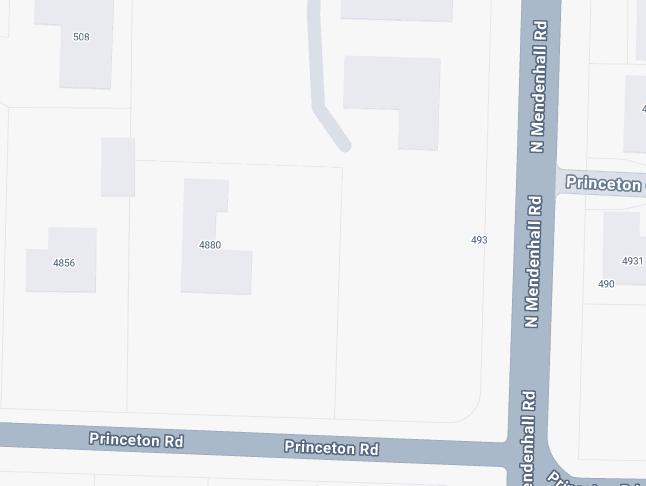 508
N Mendenhall Rd
Princeton
N Mendenhall Rd
493
4880
4931
4856
490
Princeton Rd
Princeton Rd